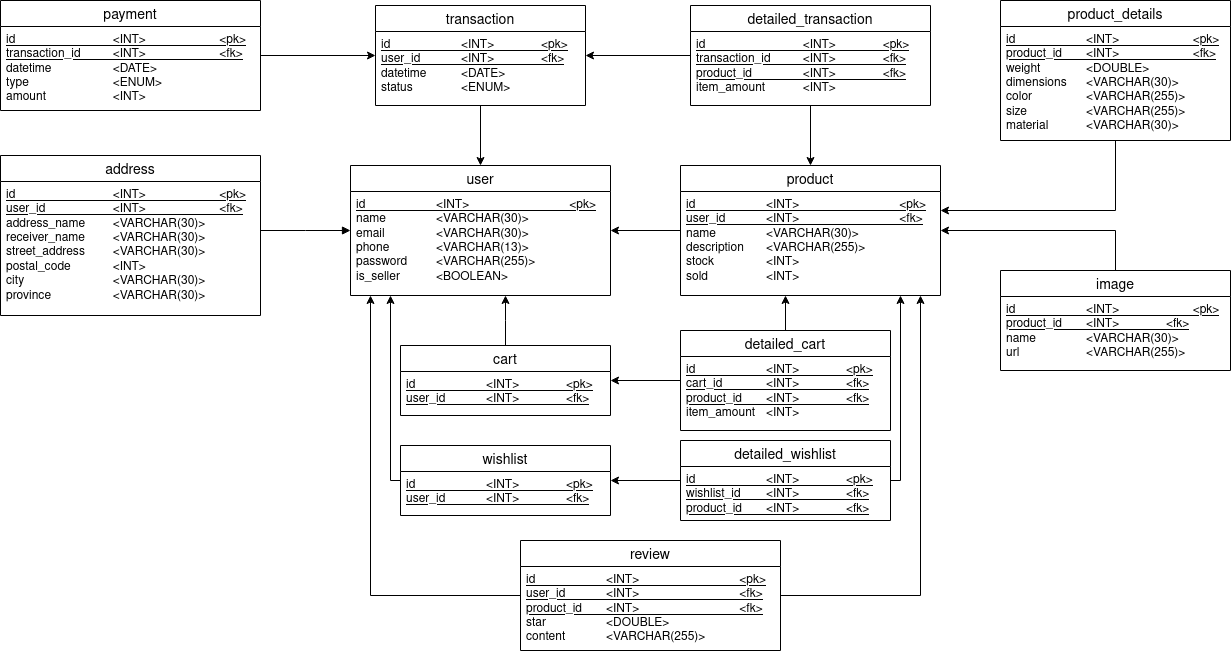 payment
id <INT> <pk>
transaction_id <INT> <fk>
datetime <DATE>
type <ENUM>
amount <INT>
transaction
id <INT> <pk>
user_id <INT> <fk>
datetime <DATE>
status <ENUM>
detailed_transaction
id <INT> <pk>
transaction_id <INT> <fk>
product_id <INT> <fk>
item_amount <INT>
product_details
id <INT> <pk>
product_id <INT> <fk>
weight <DOUBLE>
dimensions <VARCHAR(30)>
color <VARCHAR(255)>
size <VARCHAR(255)>
material <VARCHAR(30)>
address
id <INT> <pk>
user_id <INT> <fk>
address_name <VARCHAR(30)>
receiver_name <VARCHAR(30)>
street_address <VARCHAR(30)>
postal_code <INT>
city <VARCHAR(30)>
province <VARCHAR(30)>
user
id <INT> <pk>
name <VARCHAR(30)>
email <VARCHAR(30)>
phone <VARCHAR(13)>
password <VARCHAR(255)>
is_seller <BOOLEAN>
product
id <INT> <pk>
user_id <INT> <fk>
name <VARCHAR(30)>
description <VARCHAR(255)>
stock <INT>
sold <INT>
image
id <INT> <pk>
product_id <INT> <fk>
name <VARCHAR(30)>
url <VARCHAR(255)>
cart
id <INT> <pk>
user_id <INT> <fk>
detailed_cart
id <INT> <pk>
cart_id <INT> <fk>
product_id <INT> <fk>
item_amount <INT>
wishlist
id <INT> <pk>
user_id <INT> <fk>
detailed_wishlist
id <INT> <pk>
wishlist_id <INT> <fk>
product_id <INT> <fk>
review
id <INT> <pk>
user_id <INT> <fk>
product_id <INT> <fk>
star <DOUBLE>
content <VARCHAR(255)>